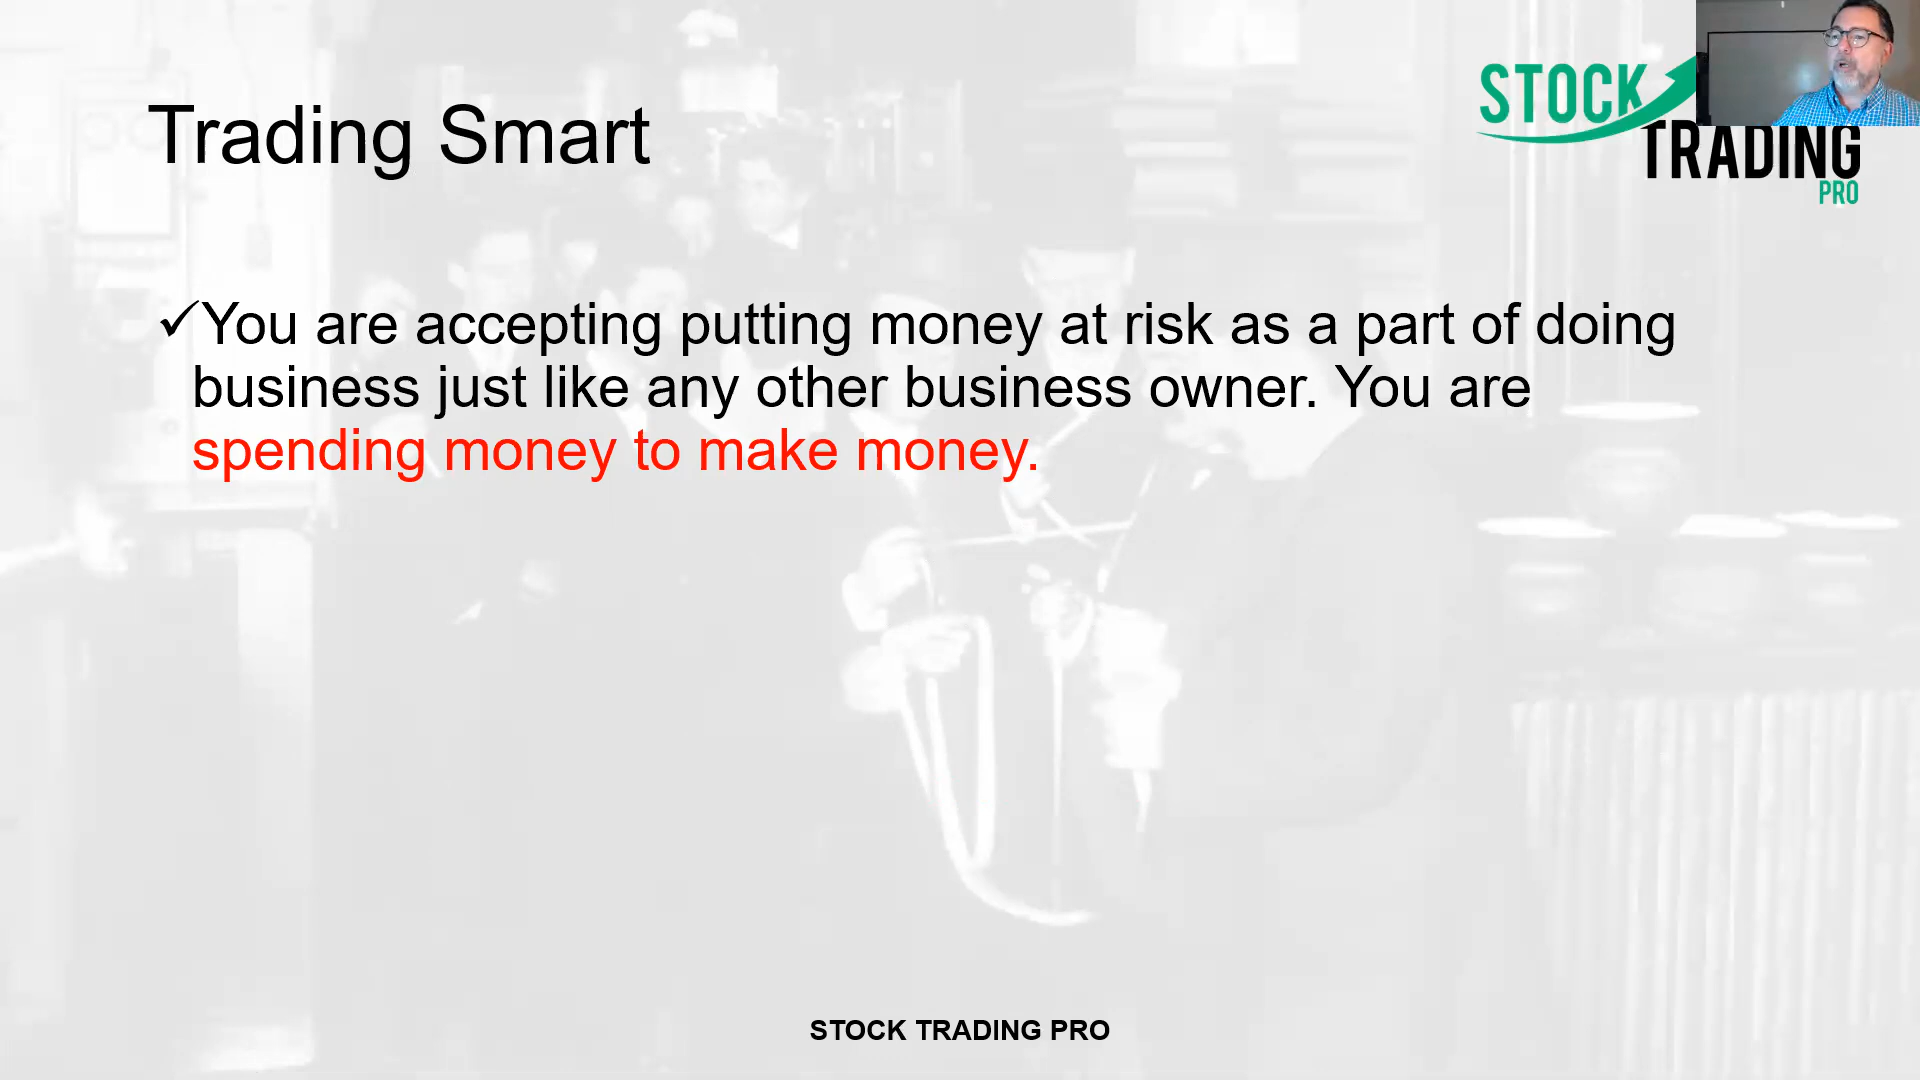 Trading Smart
STOCK
TRADING
PRO
✓You are accepting putting money at risk as a part of doing
business just like any other business owner. You are
spending money to make money.
STOCK TRADING PRO